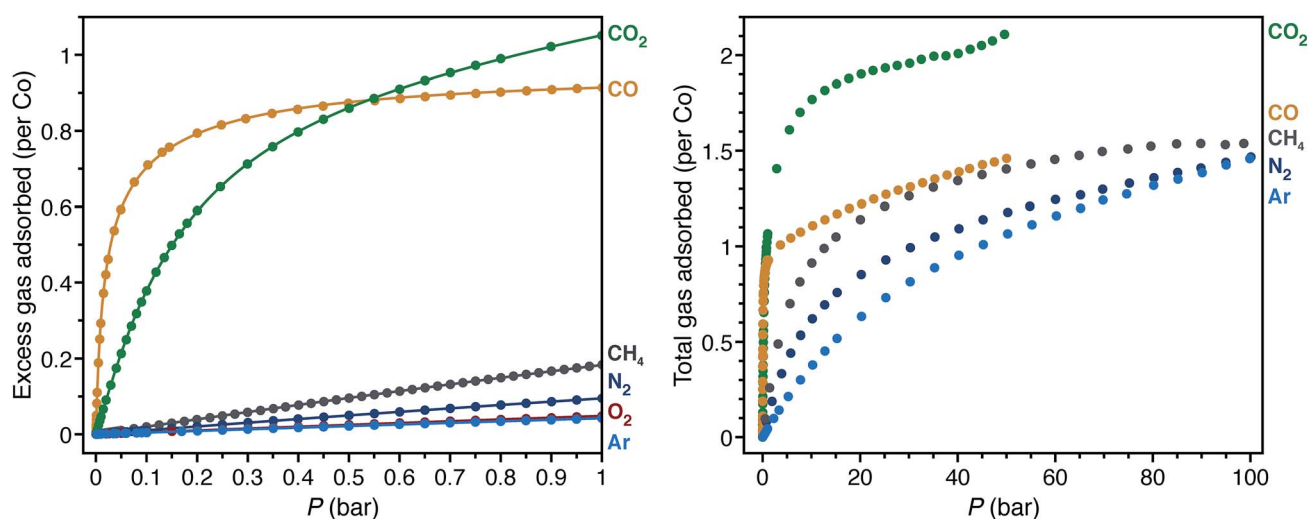 Excess gas adsorbed (per Co)
1
0.8
0.6
0.4
0.2
0
0 0.1 0.2 0.3 0.4 0.5 0.6 0.7 0.8 0.9 1
P (bar)
CO₂
CO
CH₄
N₂
O₂
Ar
Total gas adsorbed (per Co)
2
1.5
1
0.5
0
0 20 40 60 80 100
P (bar)
CO₂
CO
CH₄
N₂
Ar